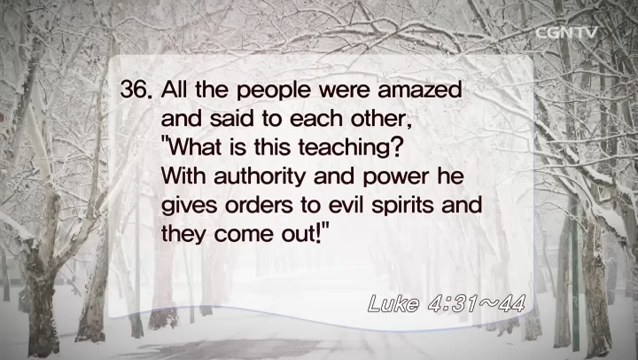 CGNTV
36. All the people were amazed
and said to each other,
"What is this teaching?
With authority and power he
gives orders to evil spirits and
they come out!"
Luke 4:31~44